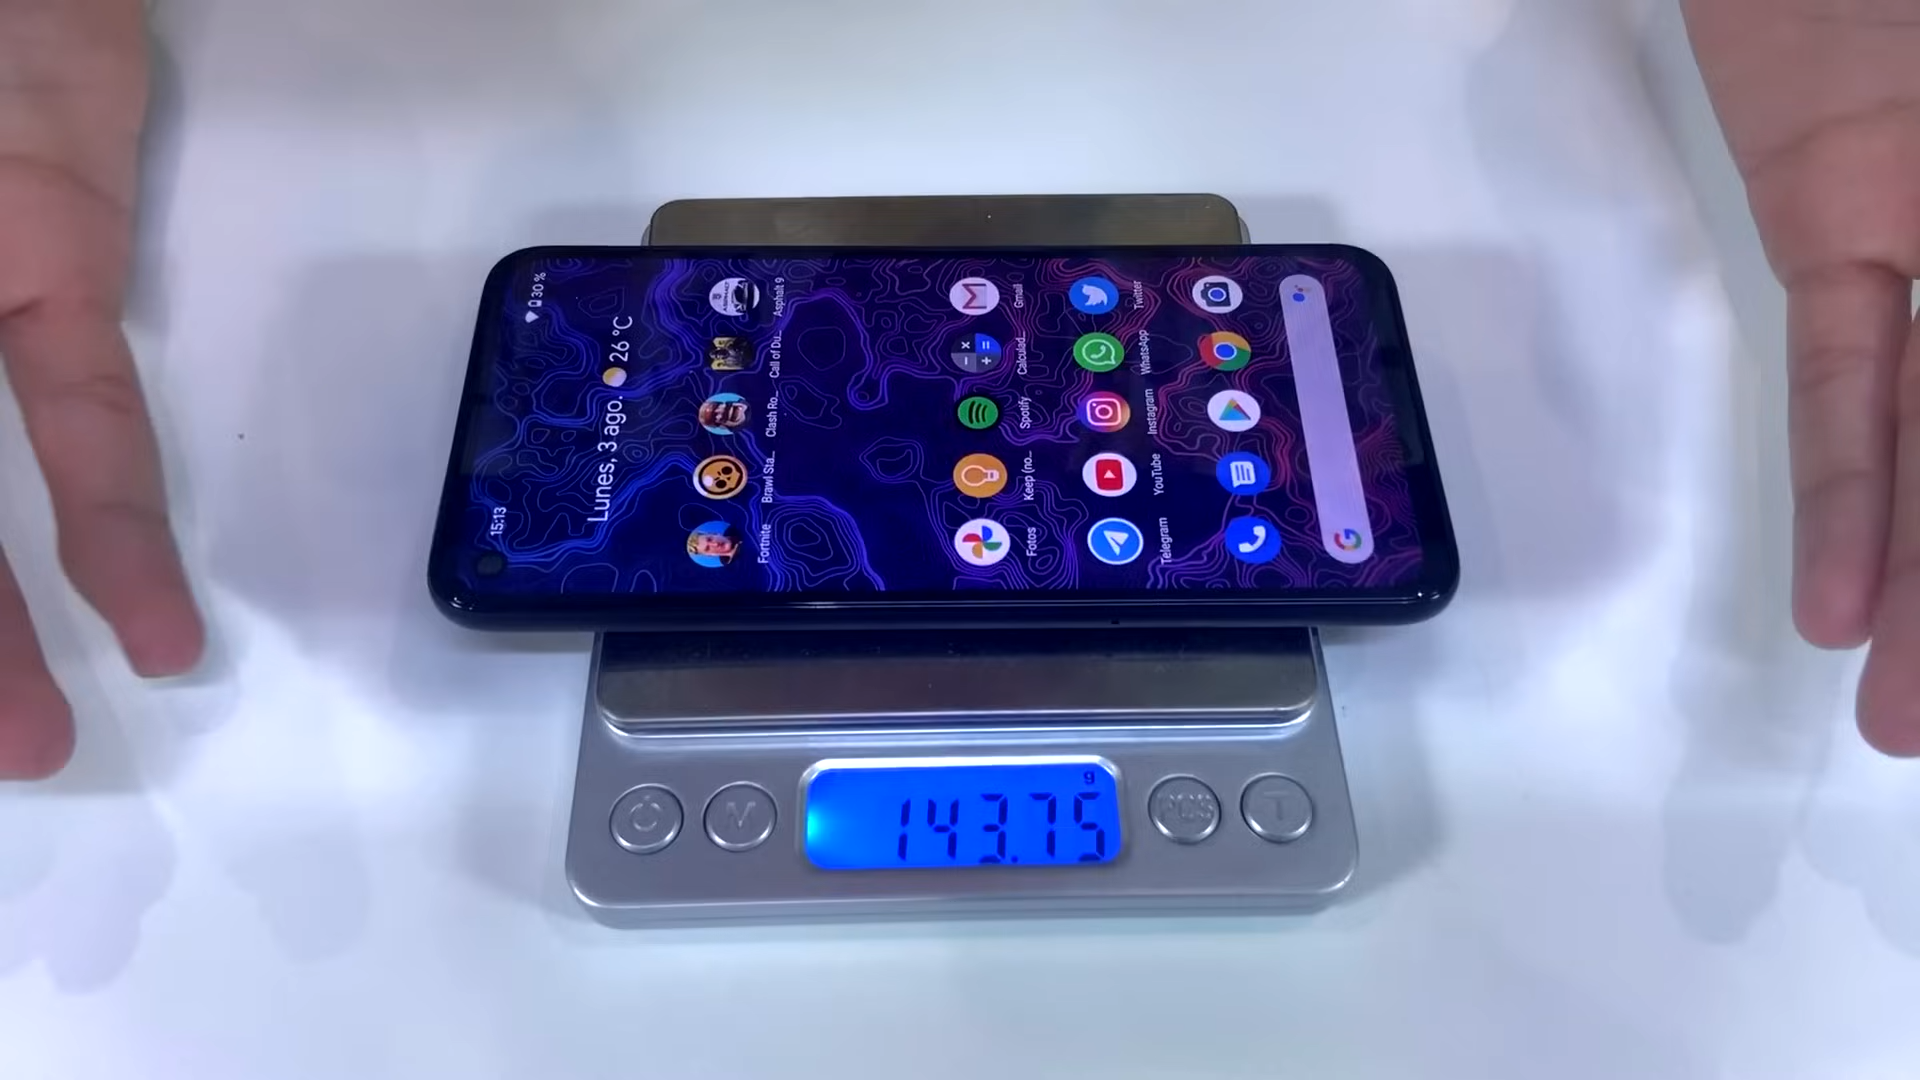 15:13
30 %
Lunes, 3 ago. 26 °C
Fortnite
Brawl Sta...
Clash Ro...
Call of Du...
Asphalt 9
Fotos
Keep (no...
Spotify
Calculad...
Gmail
Telegram
YouTube
Instagram
WhatsApp
Twitter
g
143.75
M
PCS
T